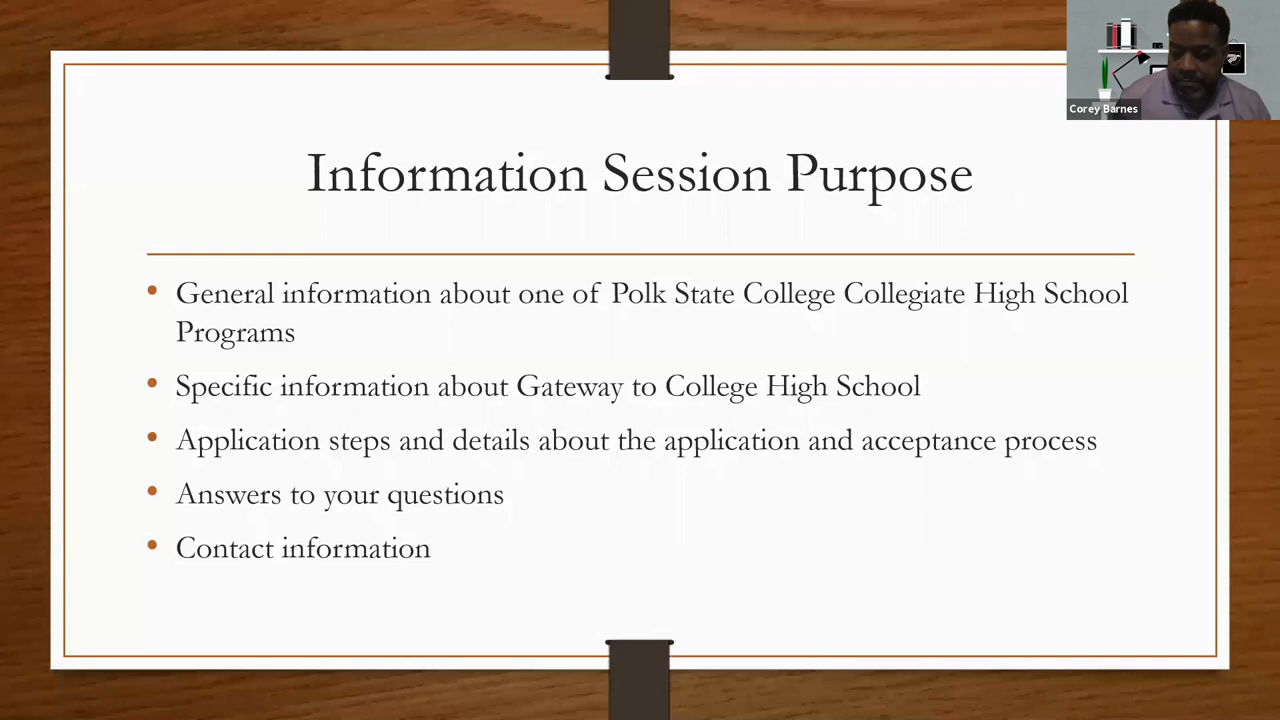 Corey Barnes
Information Session Purpose
• General information about one of Polk State College Collegiate High School
Programs
• Specific information about Gateway to College High School
• Application steps and details about the application and acceptance process
• Answers to your questions
• Contact information